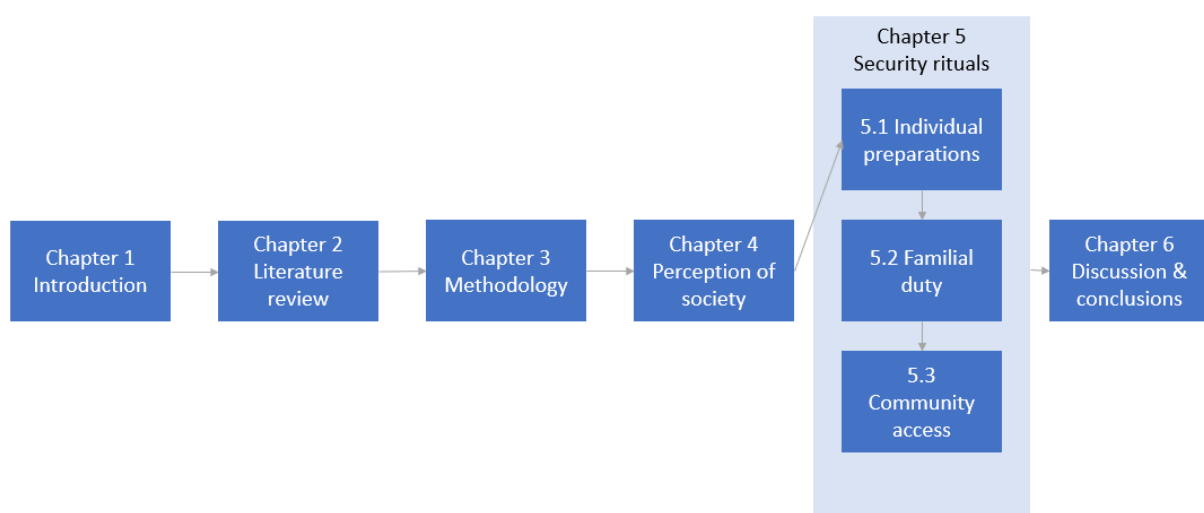 Chapter 1
Introduction
Chapter 2
Literature
review
Chapter 3
Methodology
Chapter 4
Perception of
society
Chapter 5
Security rituals
5.1 Individual
preparations
5.2 Familial
duty
5.3
Community
access
Chapter 6
Discussion &
conclusions